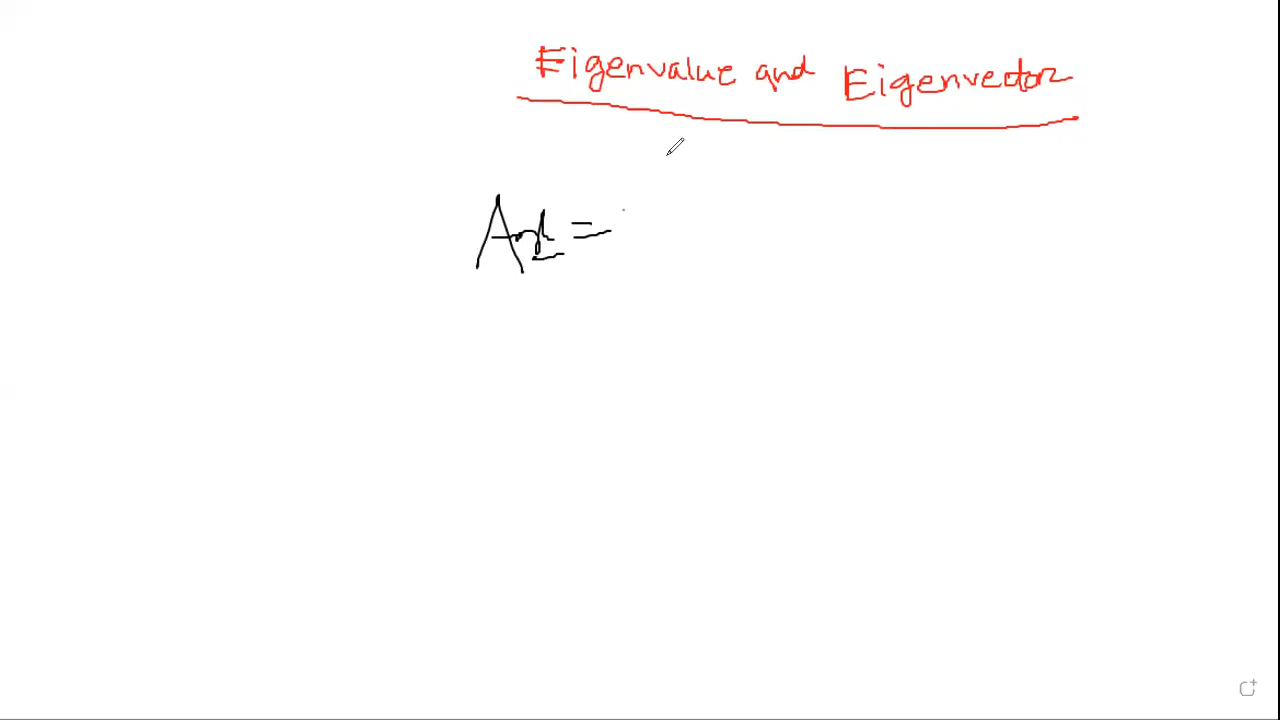 Eigenvalue and Eigenvector
A x =